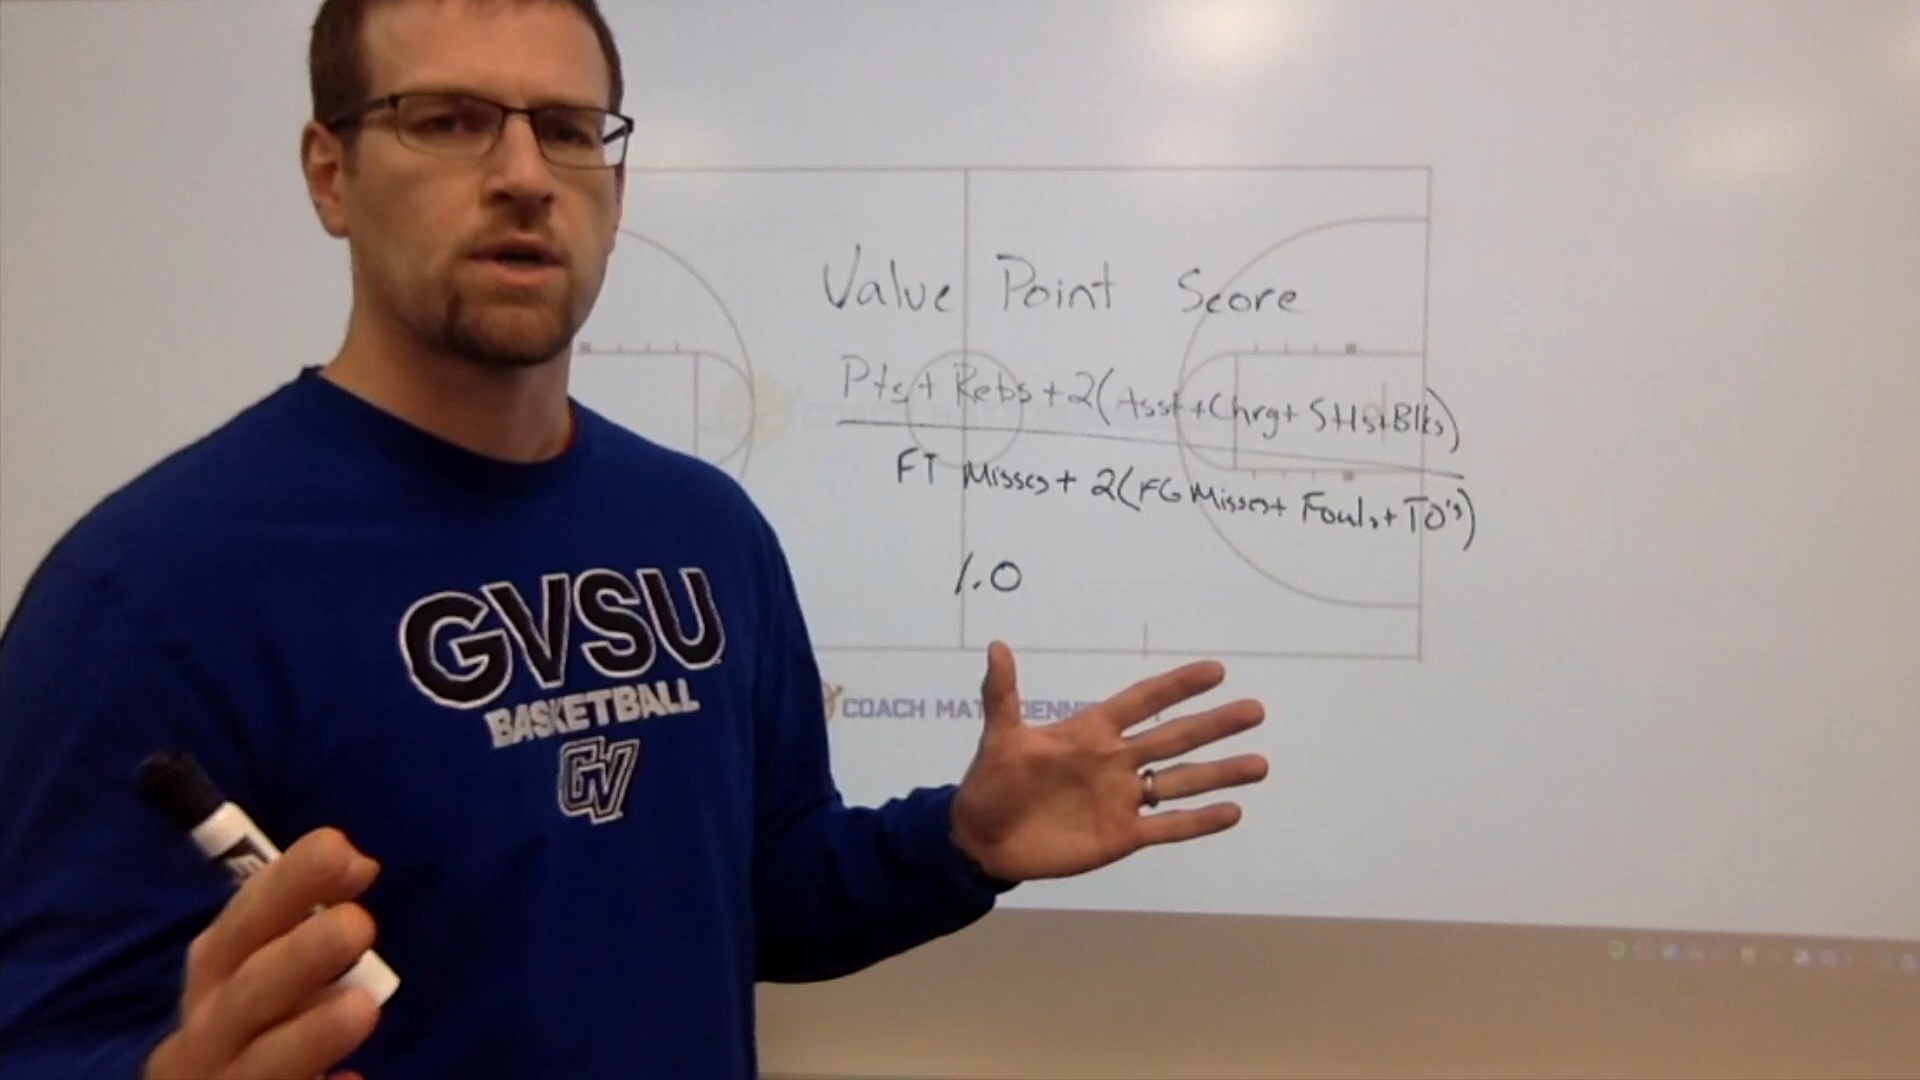 Value Point Score
Pts + Rebs + 2(Asst + Chrg + Stls + Blks)
FT Misses + 2(FG Misses + Fouls + TO's)
1.0
GVSU
BASKETBALL
GV
COACH MAT DENNI